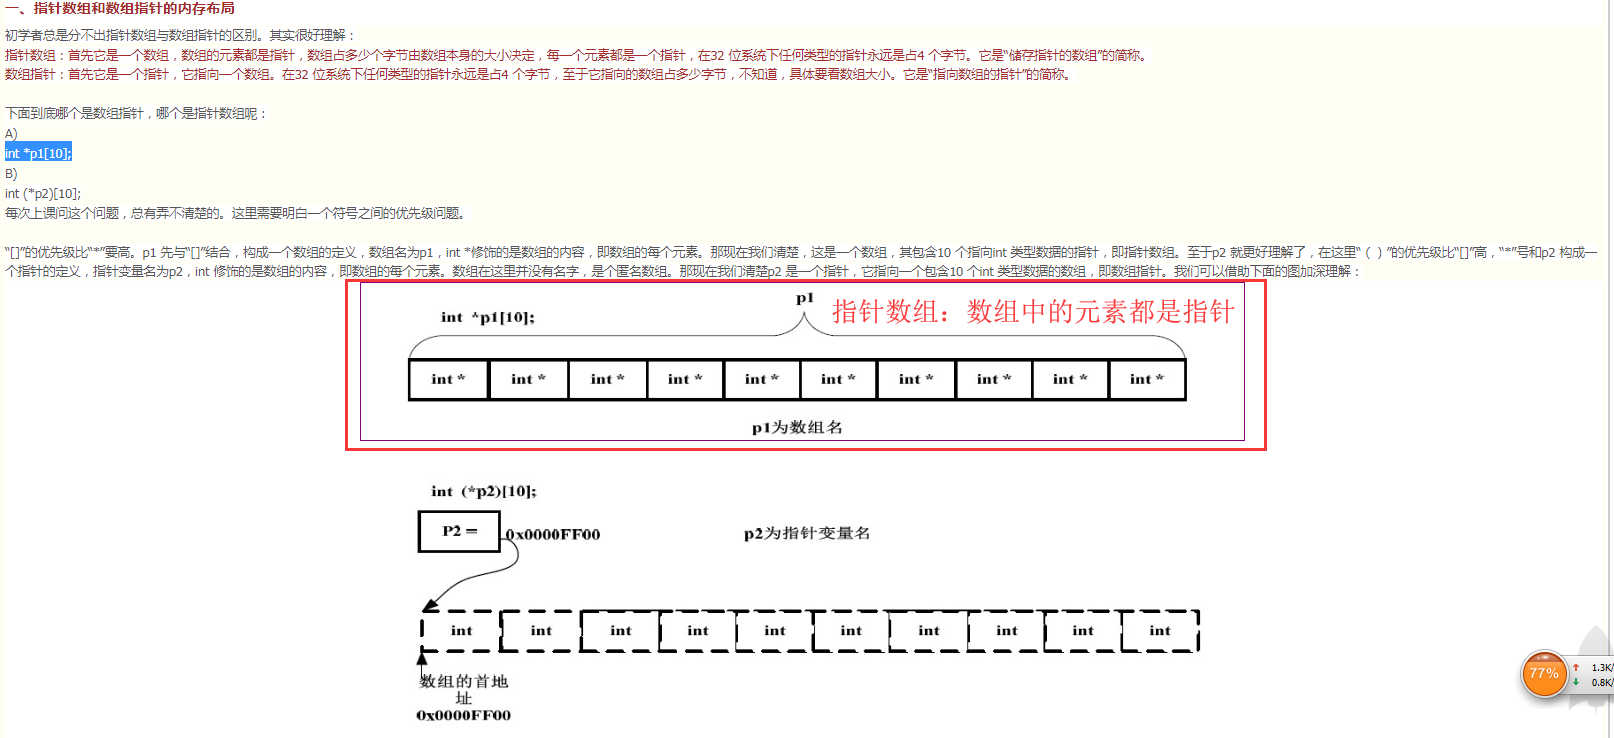 一、指针数组和数组指针的内存布局
初学者总是分不出指针数组与数组指针的区别。其实很好理解：
指针数组：首先它是一个数组，数组的元素都是指针，数组占多少个字节由数组本身的大小决定，每一个元素都是一个指针，在32 位系统下任何类型的指针永远是占4 个字节。它是“储存指针的数组”的简称。
数组指针：首先它是一个指针，它指向一个数组。在32 位系统下任何类型的指针永远是占4 个字节，至于它指向的数组占多少字节，不知道，具体要看数组大小。它是“指向数组的指针”的简称。
下面到底哪个是数组指针，哪个是指针数组呢：
A)
int *p1[10];
B)
int (*p2)[10];
每次上课问这个问题，总有弄不清楚的。这里需要明白一个符号之间的优先级问题。
“[]”的优先级比“*”要高。p1 先与“[]”结合，构成一个数组的定义，数组名为p1，int *修饰的是数组的内容，即数组的每个元素。那现在我们清楚，这是一个数组，其包含10 个指向int 类型数据的指针，即指针数组。至于p2 就更好理解了，在这里“（ ）”的优先级比“[]”高，“*”号和p2 构成一
个指针的定义，指针变量名为p2，int 修饰的是数组的内容，即数组的每个元素。数组在这里并没有名字，是个匿名数组。那现在我们清楚p2 是一个指针，它指向一个包含10 个int 类型数据的数组，即数组指针。我们可以借助下面的图加深理解：
p1
指针数组：数组中的元素都是指针
int *p1[10];
int * int * int * int * int * int * int * int * int * int *
p1为数组名
int (*p2)[10];
P2 = 0x0000FF00
p2为指针变量名
int int int int int int int int int int
数组的首地
址
0x0000FF00
77%
1.3K/
0.8K/